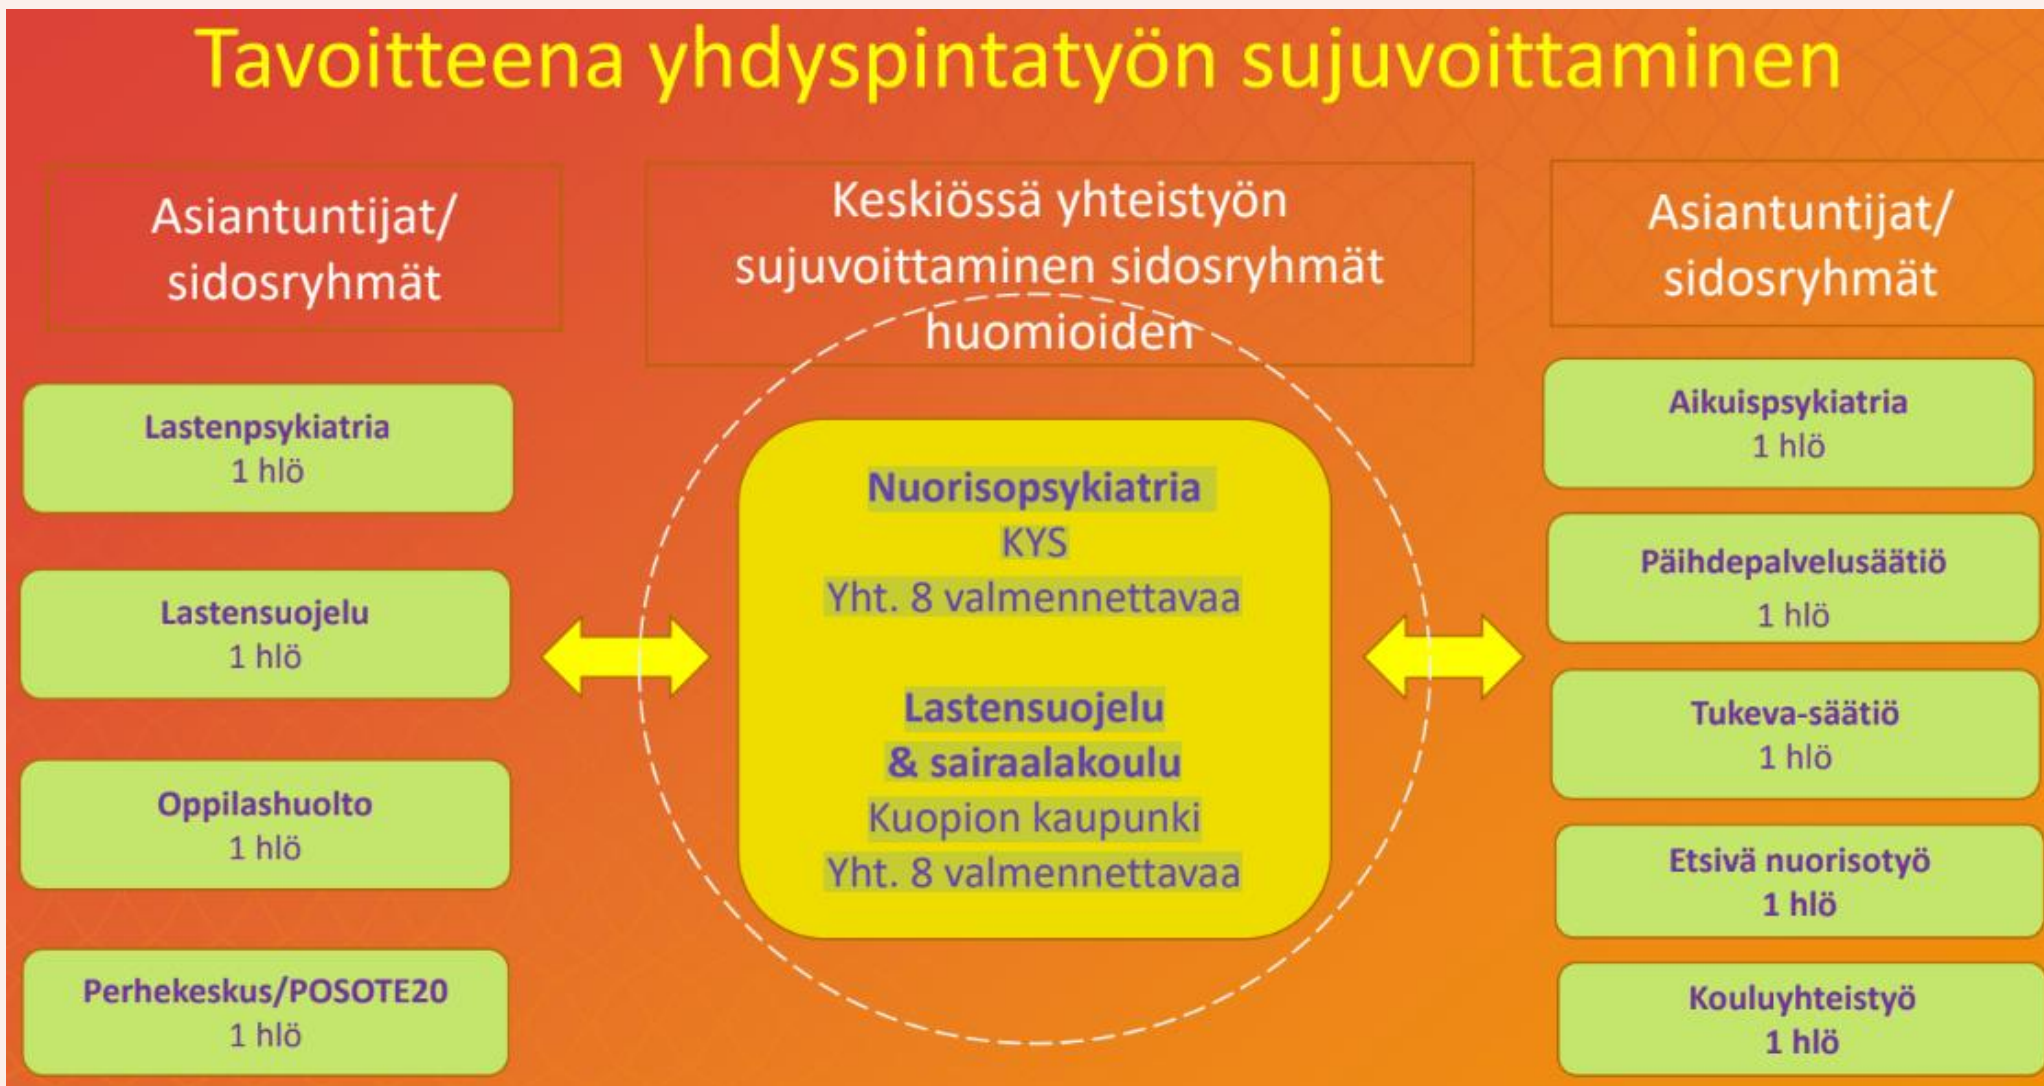 Tavoitteena yhdyspintatyön sujuvoittaminen
Asiantuntijat/
sidosryhmät
Lastenpsykiatria
1 hlö
Lastensuojelu
1 hlö
Oppilashuolto
1 hlö
Perhekeskus/POSOTE20
1 hlö
Keskiössä yhteistyön
sujuvoittaminen sidosryhmät
huomioiden
Nuorisopsykiatria
KYS
Yht. 8 valmennettavaa
Lastensuojelu
& sairaalakoulu
Kuopion kaupunki
Yht. 8 valmennettavaa
Asiantuntijat/
sidosryhmät
Aikuispsykiatria
1 hlö
Päihdepalvelusäätiö
1 hlö
Tukeva-säätiö
1 hlö
Etsivä nuorisotyö
1 hlö
Kouluyhteistyö
1 hlö